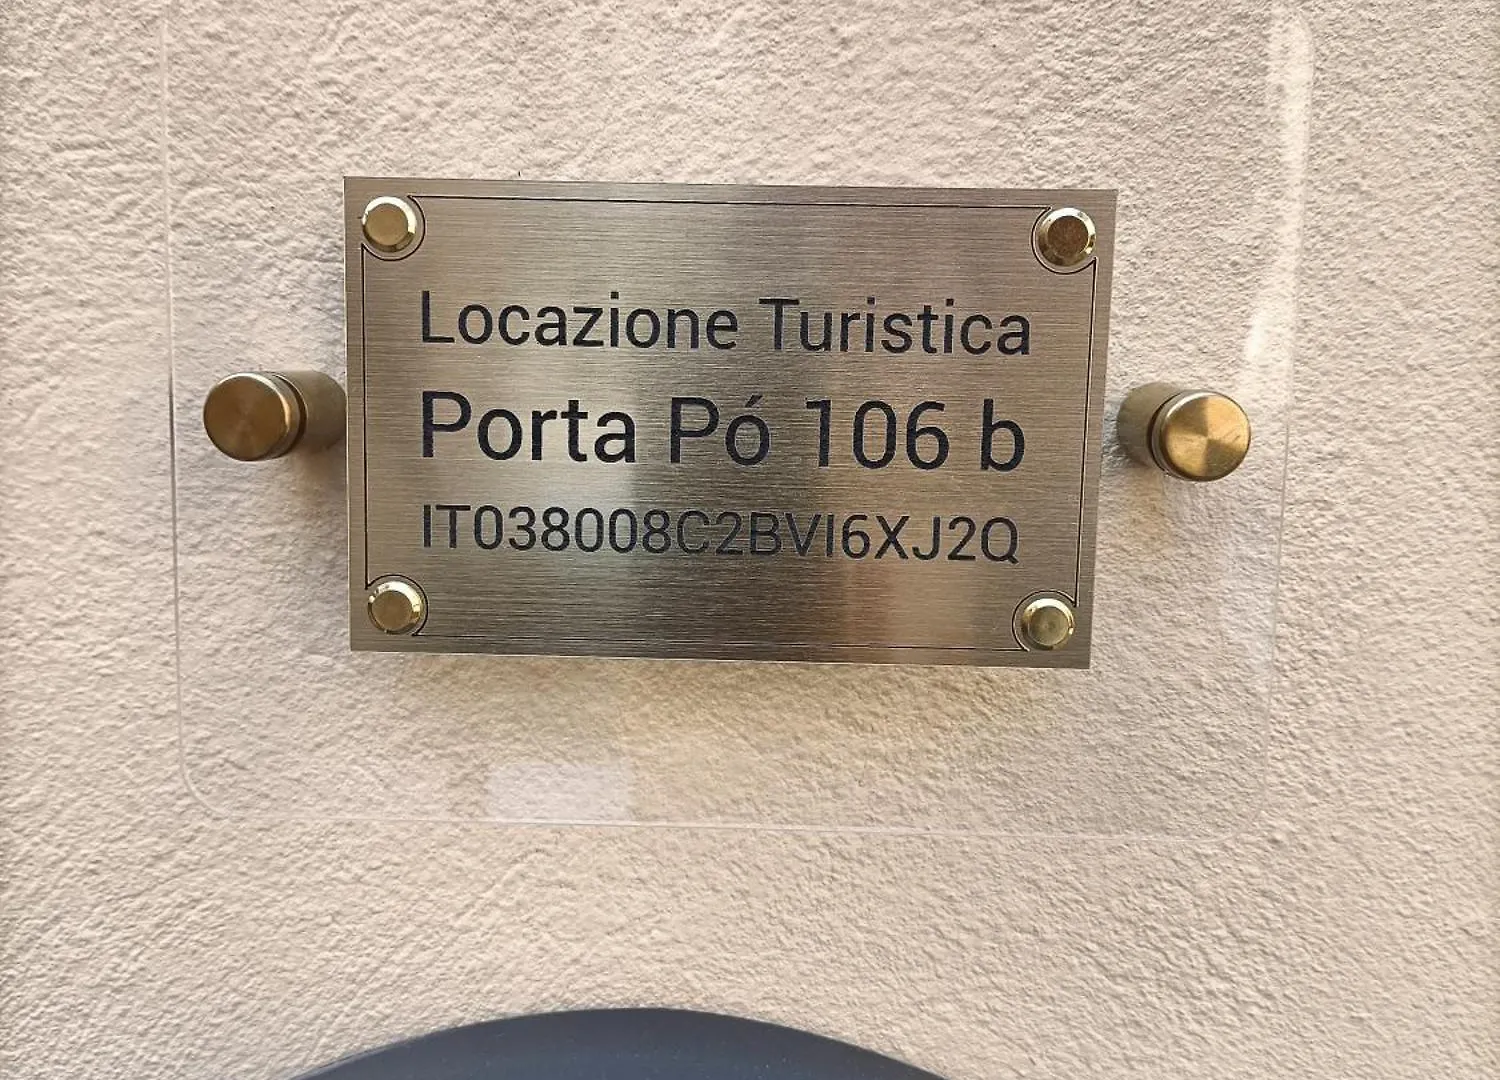 Locazione Turistica
Porta Pó 106 b
IT038008C2BVI6XJ2Q